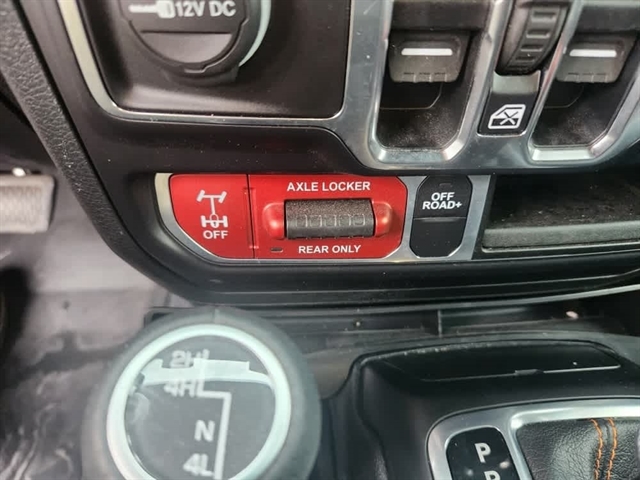 12V DC
AXLE LOCKER
OFF
REAR ONLY
OFF
ROAD+
2H
4H
N
4L
P
R